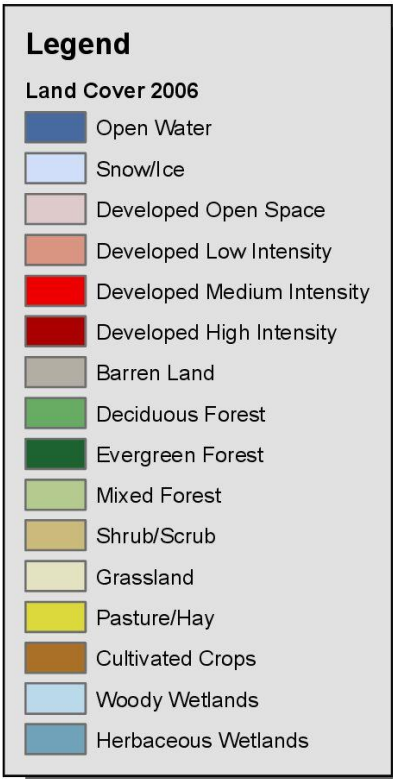 Legend
Land Cover 2006
Open Water
Snow/Ice
Developed Open Space
Developed Low Intensity
Developed Medium Intensity
Developed High Intensity
Barren Land
Deciduous Forest
Evergreen Forest
Mixed Forest
Shrub/Scrub
Grassland
Pasture/Hay
Cultivated Crops
Woody Wetlands
Herbaceous Wetlands